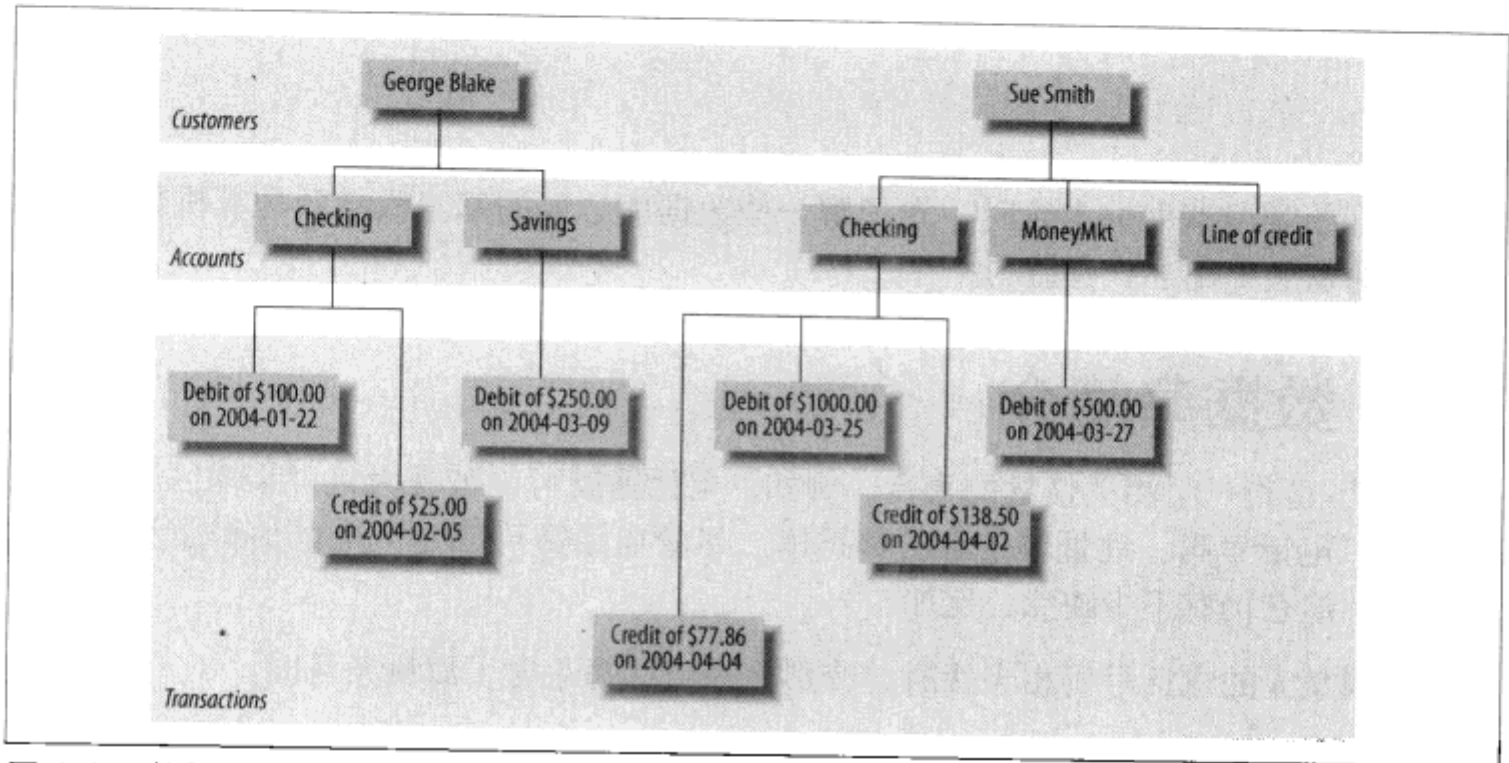 George Blake
Sue Smith
Customers
Checking
Savings
Checking
MoneyMkt
Line of credit
Accounts
Debit of $100.00
on 2004-01-22
Debit of $250.00
on 2004-03-09
Debit of $1000.00
on 2004-03-25
Debit of $500.00
on 2004-03-27
Credit of $25.00
on 2004-02-05
Credit of $138.50
on 2004-04-02
Credit of $77.86
on 2004-04-04
Transactions